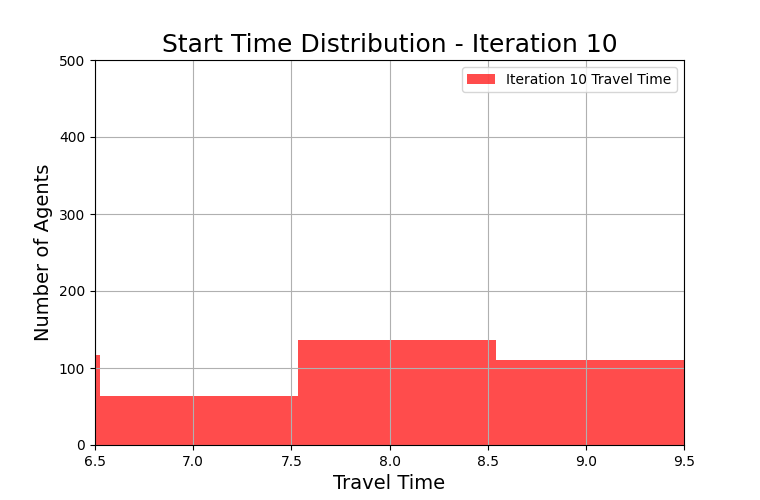 Start Time Distribution - Iteration 10
Iteration 10 Travel Time
Number of Agents
500
400
300
200
100
0
6.5 7.0 7.5 8.0 8.5 9.0 9.5
Travel Time